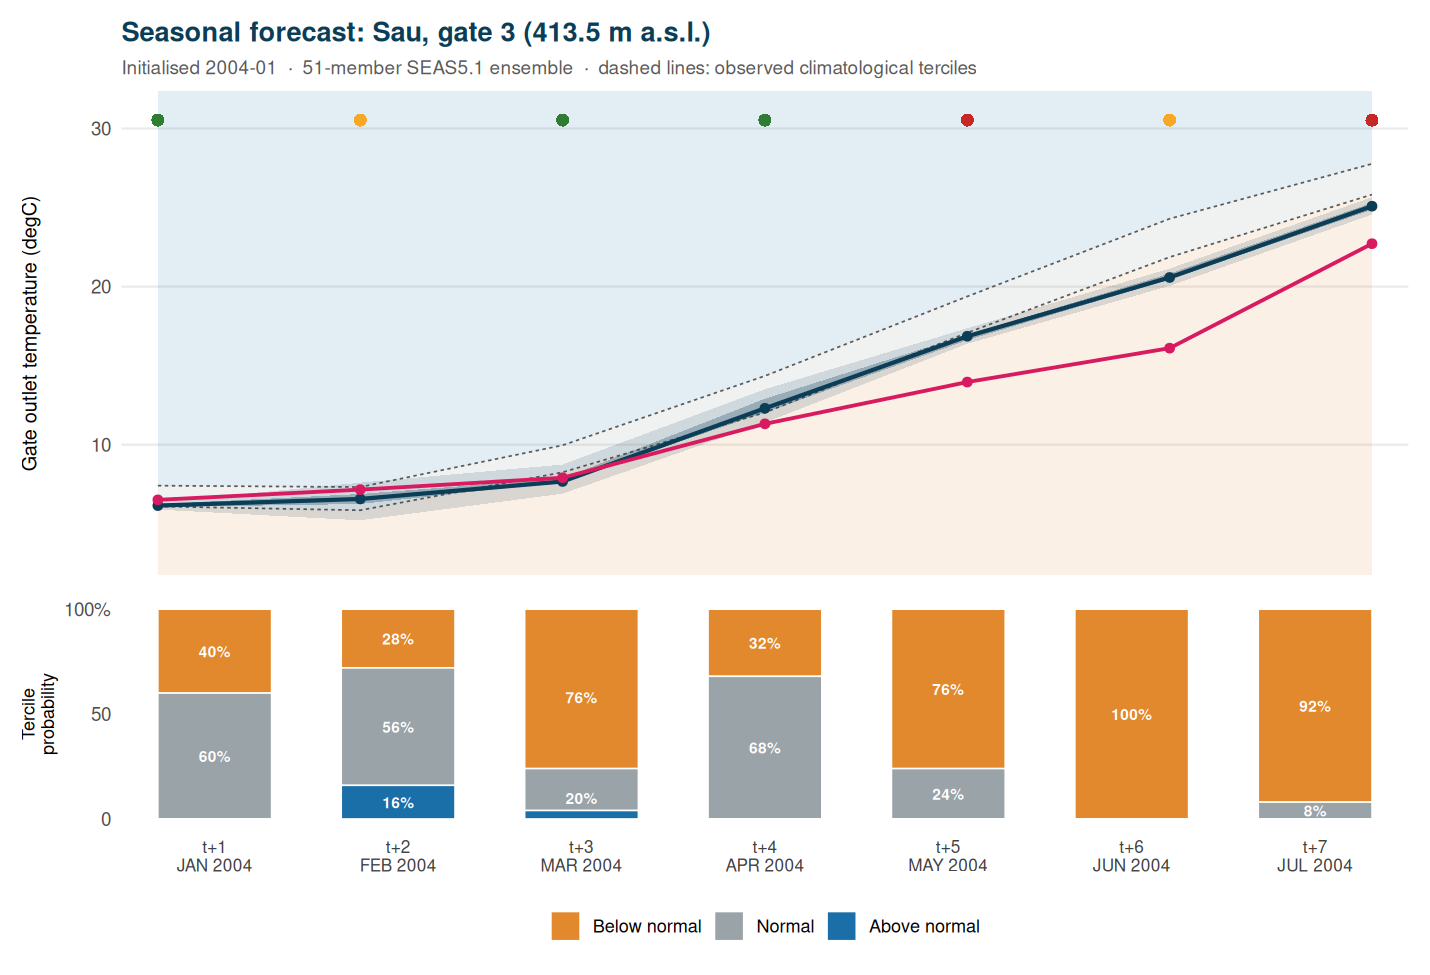 Seasonal forecast: Sau, gate 3 (413.5 m a.s.l.)
Initialised 2004-01 · 51-member SEAS5.1 ensemble · dashed lines: observed climatological terciles
Gate outlet temperature (degC)
30
20
10
Tercile
probability
100%
50
0
40%
60%
28%
56%
16%
76%
20%
32%
68%
76%
24%
100%
92%
8%
t+1
JAN 2004
t+2
FEB 2004
t+3
MAR 2004
t+4
APR 2004
t+5
MAY 2004
t+6
JUN 2004
t+7
JUL 2004
Below normal
Normal
Above normal